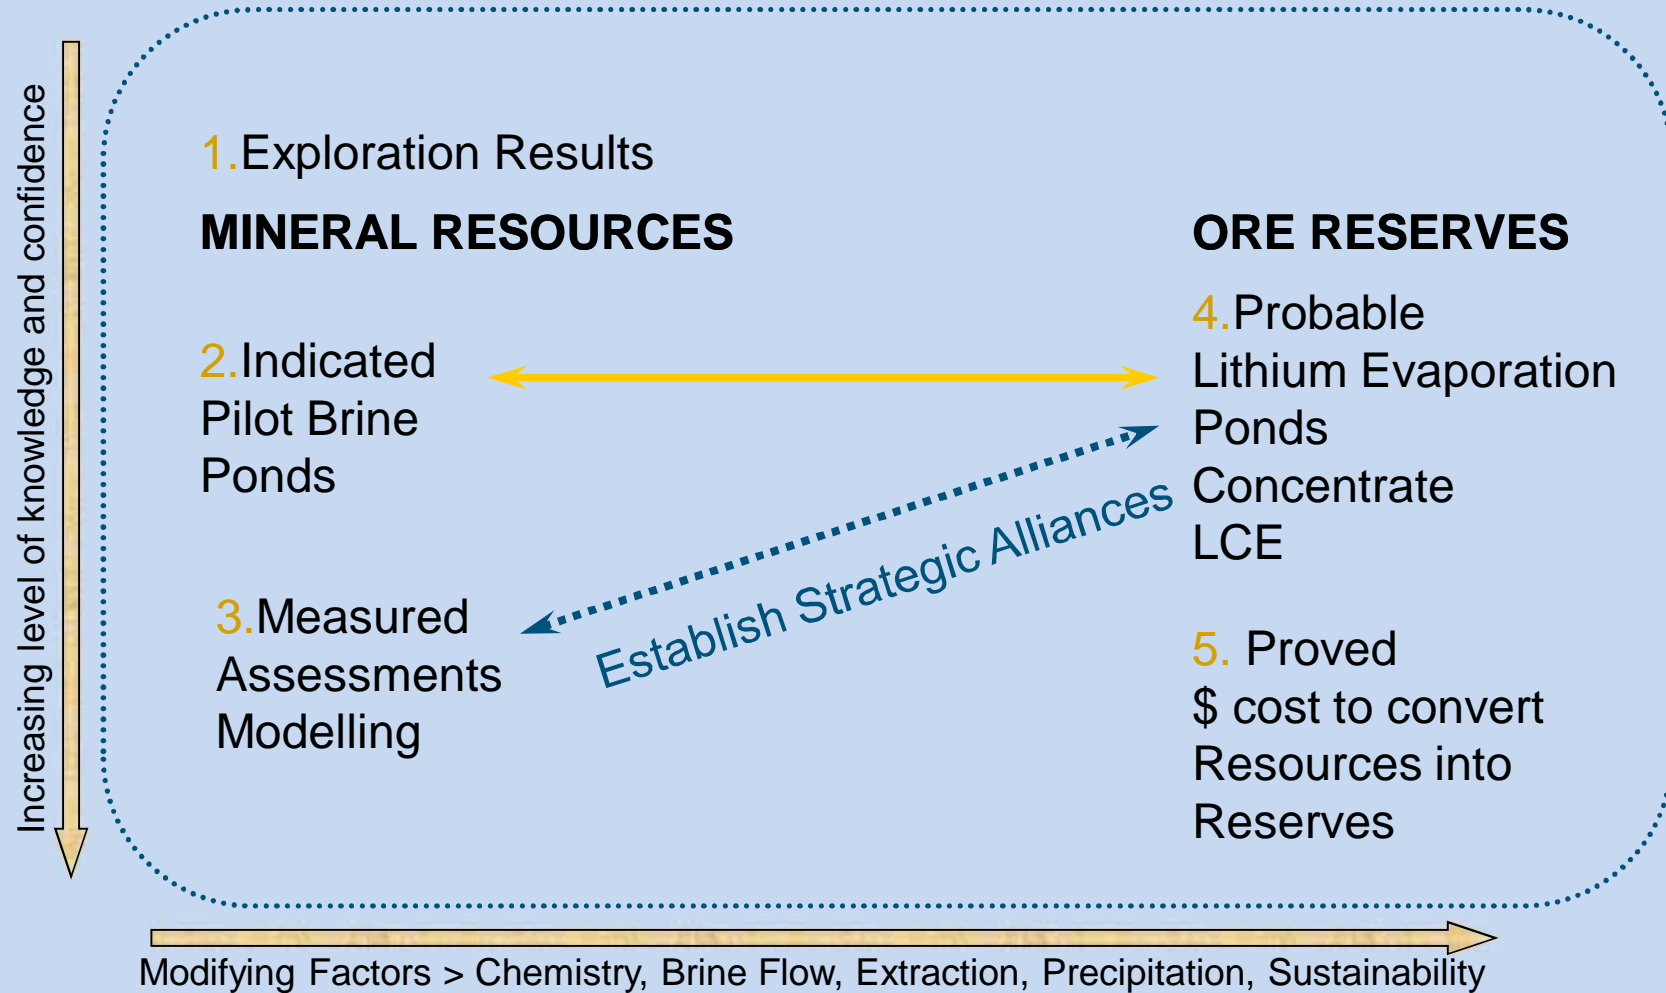 Increasing level of knowledge and confidence
1.Exploration Results
MINERAL RESOURCES
2.Indicated
Pilot Brine
Ponds
3.Measured
Assessments
Modelling
Establish Strategic Alliances
ORE RESERVES
4.Probable
Lithium Evaporation
Ponds
Concentrate
LCE
5. Proved
$ cost to convert
Resources into
Reserves
Modifying Factors > Chemistry, Brine Flow, Extraction, Precipitation, Sustainability